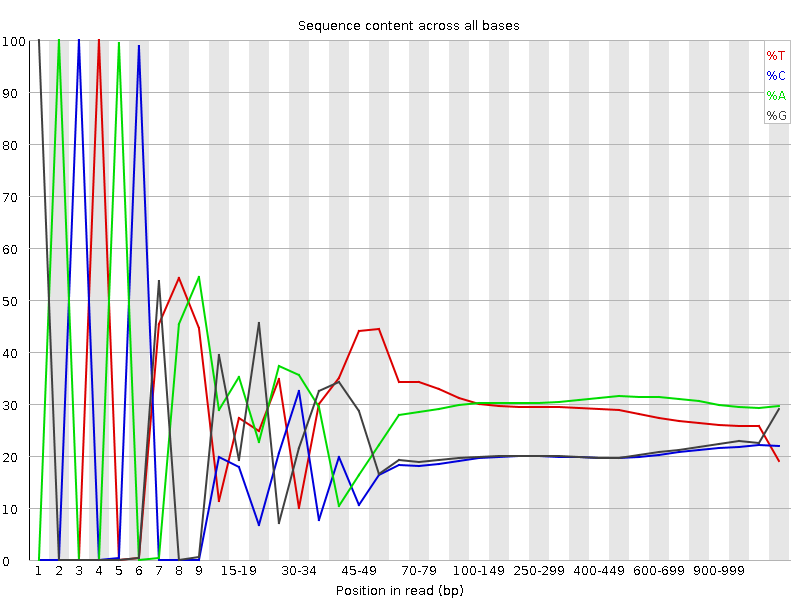 Sequence content across all bases
100
90
80
70
60
50
40
30
20
10
0
%T
%C
%A
%G
1 2 3 4 5 6 7 8 9 15-19 30-34 45-49 70-79 100-149 250-299 400-449 600-699 900-999
Position in read (bp)